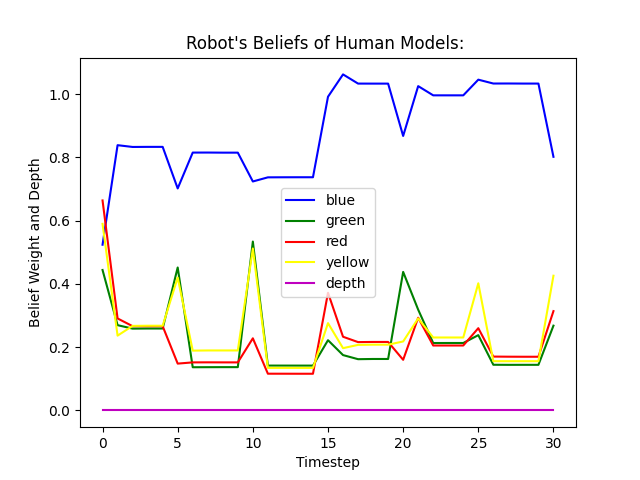 Robot's Beliefs of Human Models:
Belief Weight and Depth
1.0
0.8
0.6
0.4
0.2
0.0
blue
green
red
yellow
depth
0 5 10 15 20 25 30
Timestep